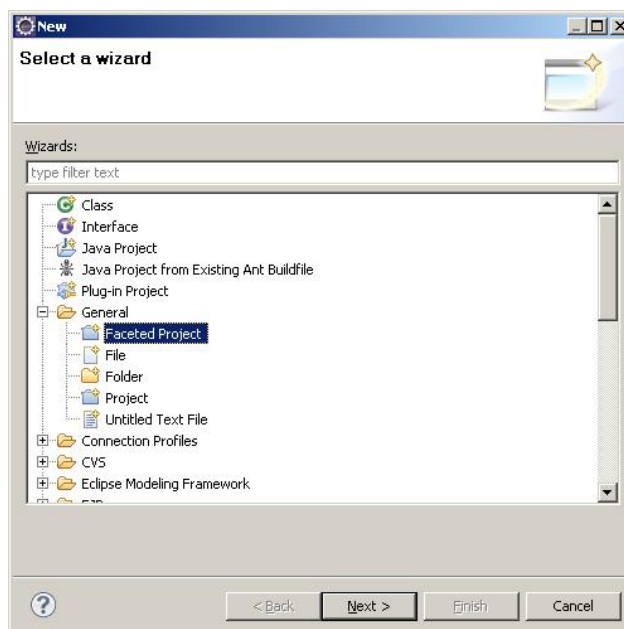 New
Select a wizard
Wizards:
type filter text
Class
Interface
Java Project
Java Project from Existing Ant Buildfile
Plug-in Project
General
Faceted Project
File
Folder
Project
Untitled Text File
Connection Profiles
CVS
Eclipse Modeling Framework
< Back
Next >
Finish
Cancel